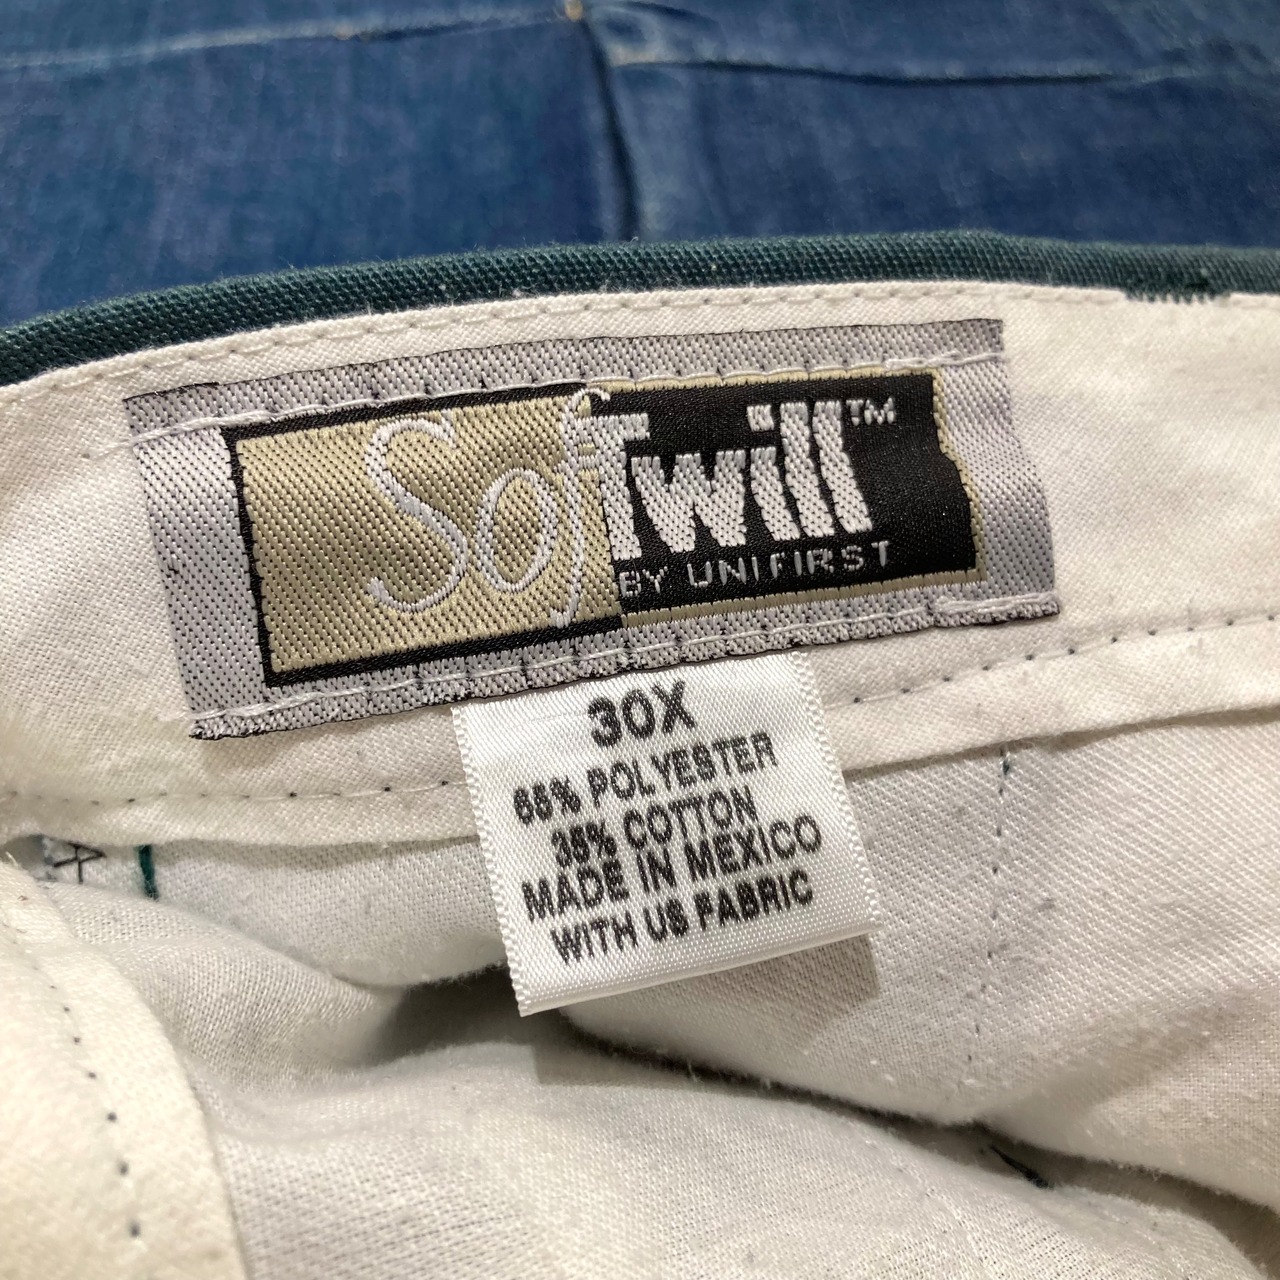 SofTwill™
BY UNIFIRST
30X
65% POLYESTER
35% COTTON
MADE IN MEXICO
WITH US FABRIC